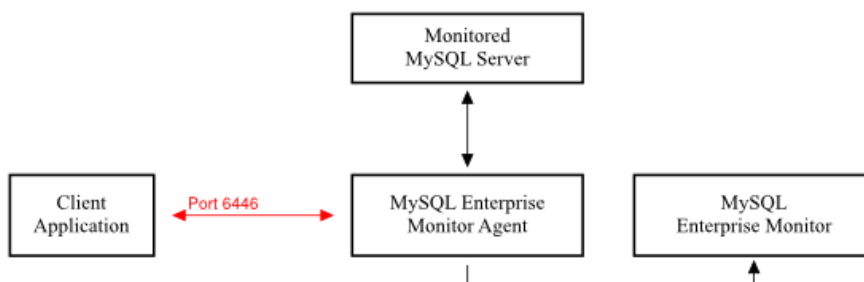 Monitored
MySQL Server
Port 6446
Client
Application
MySQL Enterprise
Monitor Agent
MySQL
Enterprise Monitor